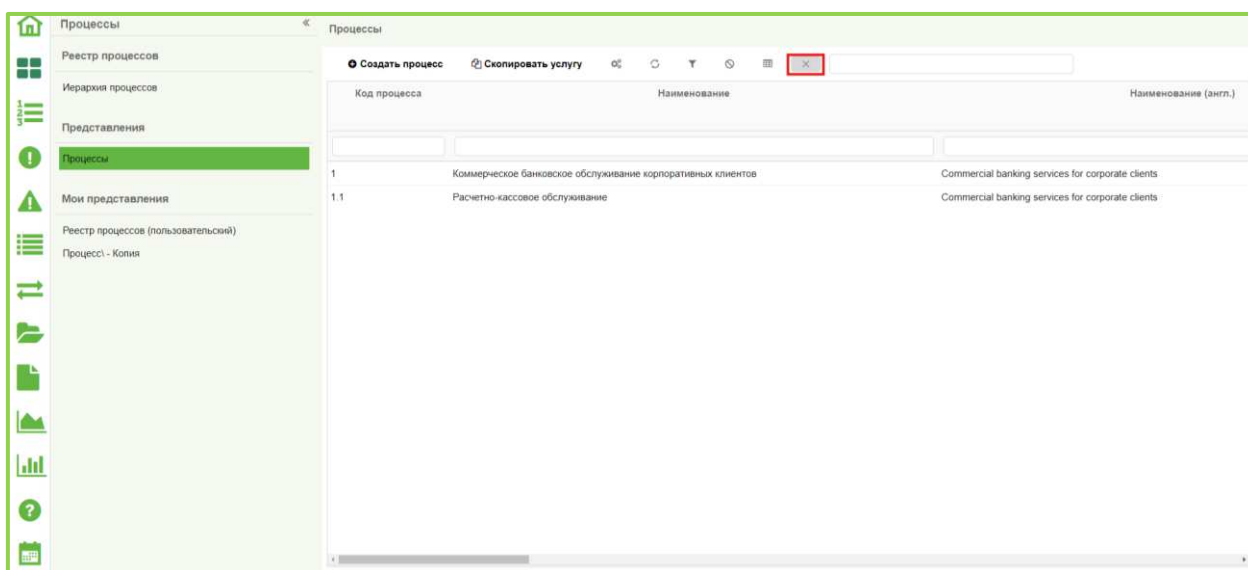 Процессы «
Реестр процессов
Иерархия процессов
Представления
Процессы
Мои представления
Реестр процессов (пользовательский)
Процесс\ - Копия
Процессы
Создать процесс Скопировать услугу
Код процесса Наименование Наименование (англ.)
1 Коммерческое банковское обслуживание корпоративных клиентов Commercial banking services for corporate clients
1.1 Расчетно-кассовое обслуживание Commercial banking services for corporate clients